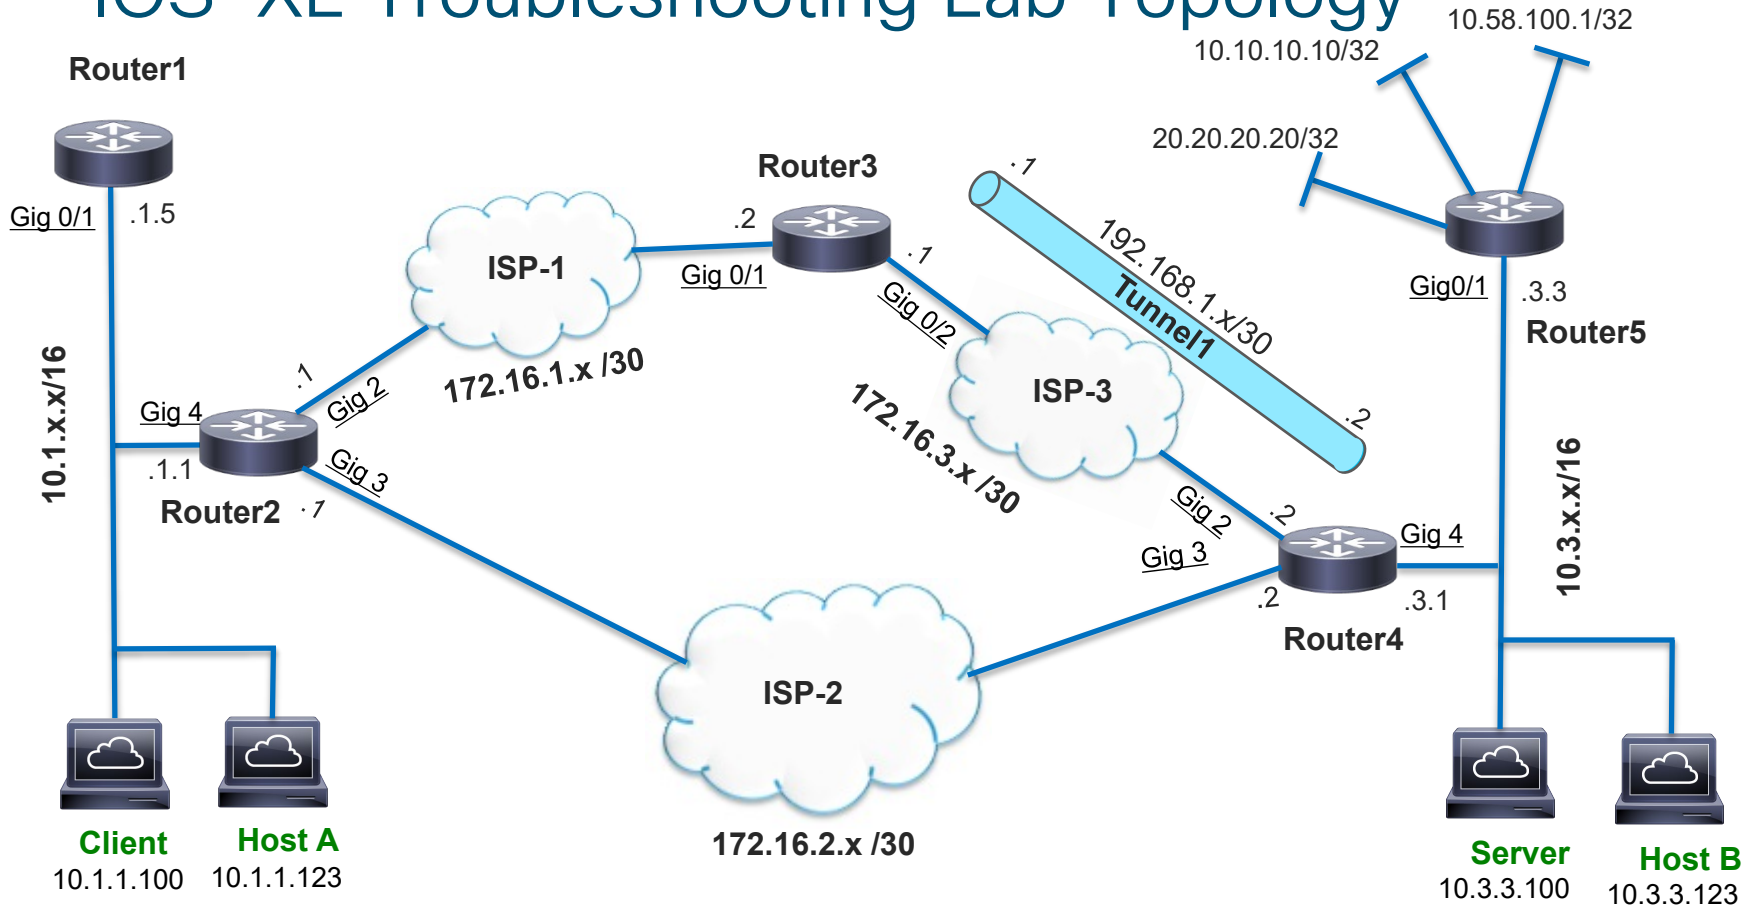 IOS-XE Troubleshooting Lab Topology
10.58.100.1/32
10.10.10.10/32
20.20.20.20/32
Router1
Gig 0/1
.1.5
Router3
.2
Gig 0/1
.1
Gig 0/2
ISP-1
172.16.1.x /30
.1
192.168.1.x/30
Tunnel1
.2
Gig0/1
.3.3
Router5
ISP-3
172.16.3.x /30
10.1.x.x/16
Gig 4
.1.1
Router2
.1
Gig 2
Gig 3
.1
Gig 2
.2
Gig 3
.2
Gig 4
.3.1
Router4
10.3.x.x/16
ISP-2
172.16.2.x /30
Client
10.1.1.100
Host A
10.1.1.123
Server
10.3.3.100
Host B
10.3.3.123